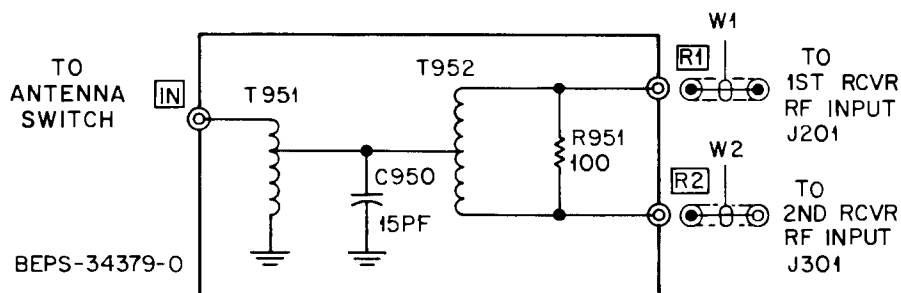 TO
ANTENNA
SWITCH
IN
T951
C950
15PF
T952
R951
100
R1
W1
TO
1ST RCVR
RF INPUT
J201
R2
W2
TO
2ND RCVR
RF INPUT
J301
BEPS-34379-O